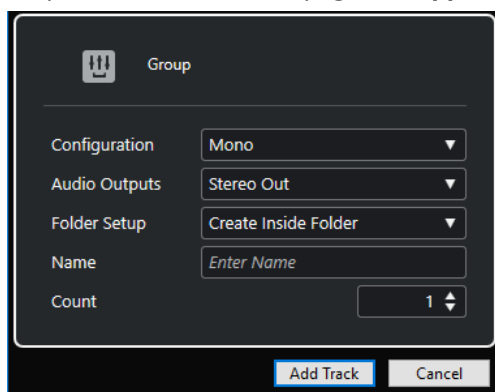 Group
Configuration Mono
Audio Outputs Stereo Out
Folder Setup Create Inside Folder
Name Enter Name
Count 1
Add Track Cancel